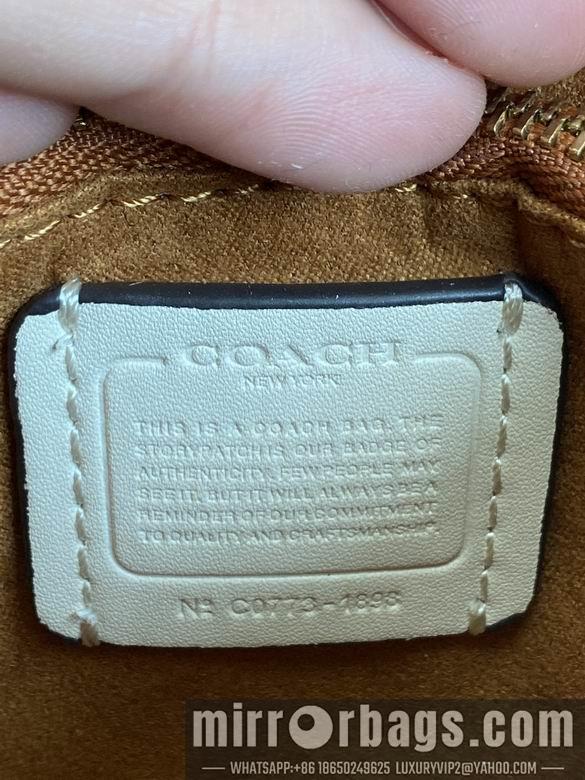 COACH
NEW YORK
THIS IS A COACH BAG. THE
STORYPATCH IS OUR BADGE OF
AUTHENTICITY. FEW PEOPLE MAY
SEE IT, BUT IT WILL ALWAYS BE A
REMINDER OF OUR COMMITMENT
TO QUALITY AND CRAFTSMANSHIP.
Nº C0773-4898
mirrorbags.com
WHATSAPP:+86 18650249625 LUXURYVIP2@YAHOO.COM